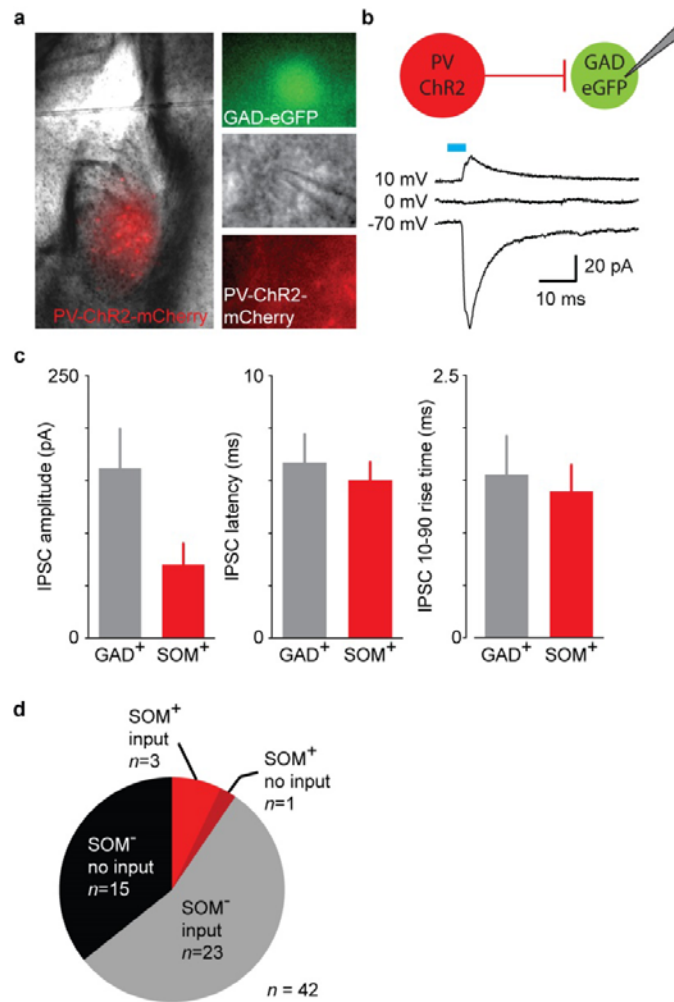 a
GAD-eGFP
PV-ChR2-mCherry
PV-ChR2-
mCherry
b
PV
ChR2
GAD
eGFP
10 mV
0 mV
-70 mV
20 pA
10 ms
c
250
IPSC amplitude (pA)
0
GAD+
SOM+
10
IPSC latency (ms)
0
GAD+
SOM+
2.5
IPSC 10-90 rise time (ms)
0
GAD+
SOM+
d
SOM+
input
n=3
SOM+
no input
n=1
SOM-
no input
n=15
SOM-
input
n=23
n = 42